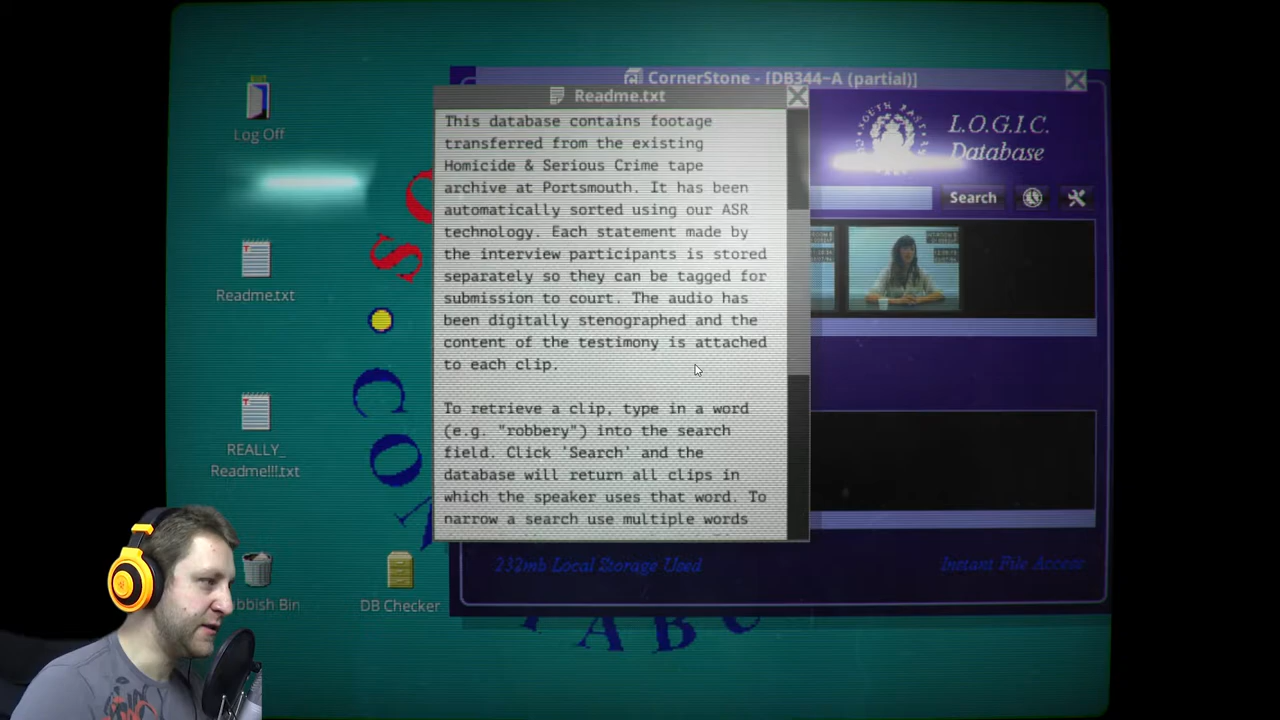 Log Off
Readme.txt
REALLY_
Readme!!!.txt
bbish Bin
DB Checker
CornerStone - [DB344~A (partial)]
Readme.txt
This database contains footage
transferred from the existing
Homicide & Serious Crime tape
archive at Portsmouth. It has been
automatically sorted using our ASR
technology. Each statement made by
the interview participants is stored
separately so they can be tagged for
submission to court. The audio has
been digitally stenographed and the
content of the testimony is attached
to each clip.
To retrieve a clip, type in a word
(e.g. "robbery") into the search
field. Click 'Search' and the
database will return all clips in
which the speaker uses that word. To
narrow a search use multiple words
SOUTH EAST
L.O.G.I.C.
Database
Search
232mb Local Storage Used
Instant File Access